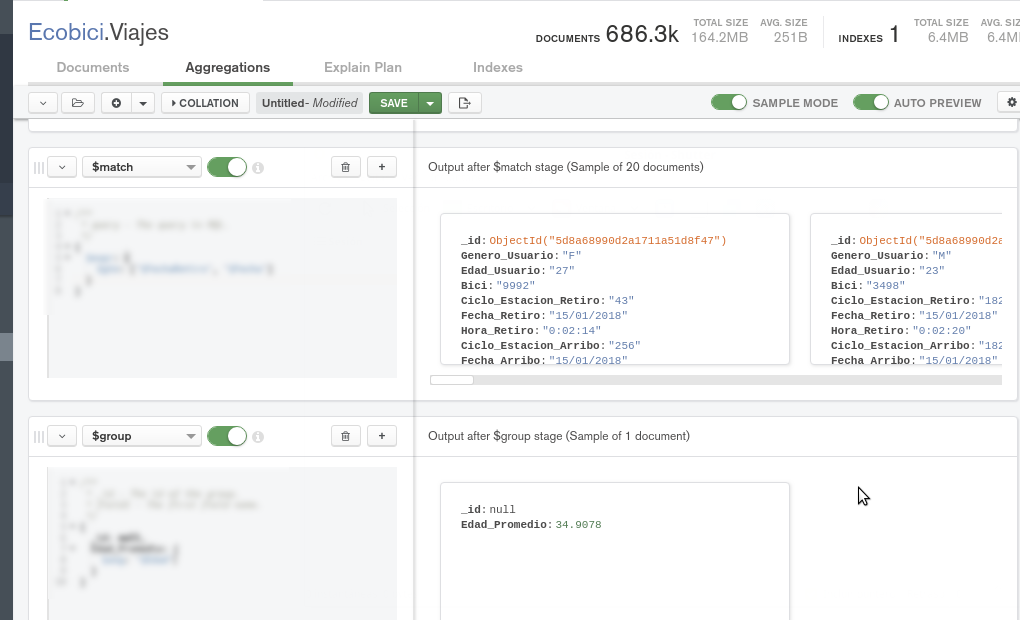 Ecobici.Viajes
DOCUMENTS 686.3k
TOTAL SIZE 164.2MB
AVG. SIZE 251B
INDEXES 1
TOTAL SIZE 6.4MB
AVG. 6.4M
Documents
Aggregations
Explain Plan
Indexes
COLLATION
Untitled- Modified
SAVE
SAMPLE MODE
AUTO PREVIEW
$match
Output after $match stage (Sample of 20 documents)
_id: ObjectId("5d8a68990d2a1711a51d8f47")
Genero_Usuario: "F"
Edad_Usuario: "27"
Bici: "9992"
Ciclo_Estacion_Retiro: "43"
Fecha_Retiro: "15/01/2018"
Hora_Retiro: "0:02:14"
Ciclo_Estacion_Arribo: "256"
Fecha_Arribo: "15/01/2018"
_id: ObjectId("5d8a68990d2a
Genero_Usuario: "M"
Edad_Usuario: "23"
Bici: "3498"
Ciclo_Estacion_Retiro: "182
Fecha_Retiro: "15/01/2018"
Hora_Retiro: "0:02:20"
Ciclo_Estacion_Arribo: "182
Fecha_Arribo: "15/01/2018"
$group
Output after $group stage (Sample of 1 document)
_id: null
Edad_Promedio: 34.9078